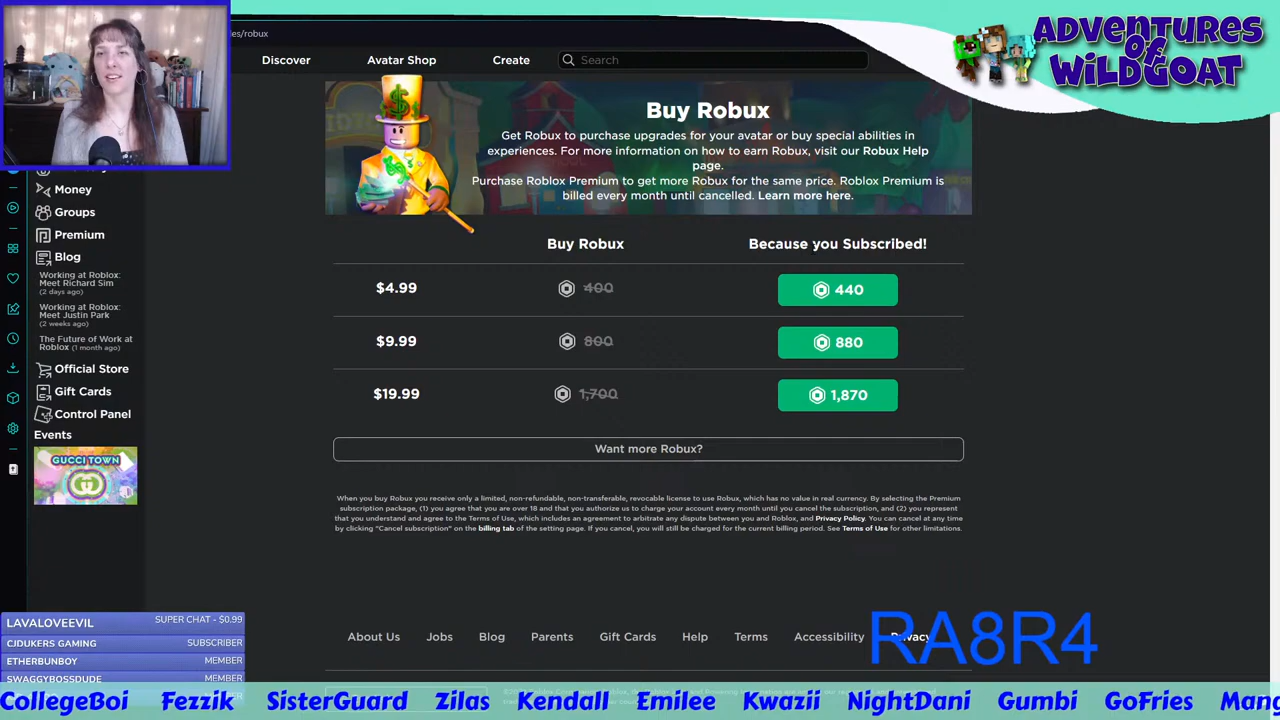 les/robux
Discover
Avatar Shop
Create
Search
ADVENTURES
OF
WILDGOAT
Buy Robux
Get Robux to purchase upgrades for your avatar or buy special abilities in
experiences. For more information on how to earn Robux, visit our Robux Help
page.
Purchase Roblox Premium to get more Robux for the same price. Roblox Premium is
billed every month until cancelled. Learn more here.
Money
Groups
Premium
Blog
Working at Roblox:
Meet Richard Sim
(2 days ago)
Working at Roblox:
Meet Justin Park
(2 weeks ago)
The Future of Work at
Roblox (1 month ago)
Official Store
Gift Cards
Control Panel
Events
GUCCI TOWN
Buy Robux
Because you Subscribed!
$4.99
400
440
$9.99
800
880
$19.99
1,700
1,870
Want more Robux?
When you buy Robux you receive only a limited, non-refundable, non-transferable, revocable license to use Robux, which has no value in real currency. By selecting the Premium
subscription package, (1) you agree that you are over 18 and that you authorize us to charge your account every month until you cancel the subscription, and (2) you represent
that you understand and agree to the Terms of Use, which includes an agreement to arbitrate any dispute between you and Roblox, and Privacy Policy. You can cancel at any time
by clicking "Cancel subscription" on the billing tab of the setting page. If you cancel, you will still be charged for the current billing period. See Terms of Use for other limitations.
LAVALOVEEVIL SUPER CHAT - $0.99
CJDUKERS GAMING SUBSCRIBER
ETHERBUNBOY MEMBER
SWAGGYBOSSDUDE MEMBER
About Us
Jobs
Blog
Parents
Gift Cards
Help
Terms
Accessibility
Privacy
RA8R4
CollegeBoi Fezzik SisterGuard Zilas Kendall Emilee Kwazii NightDani Gumbi GoFries Mang